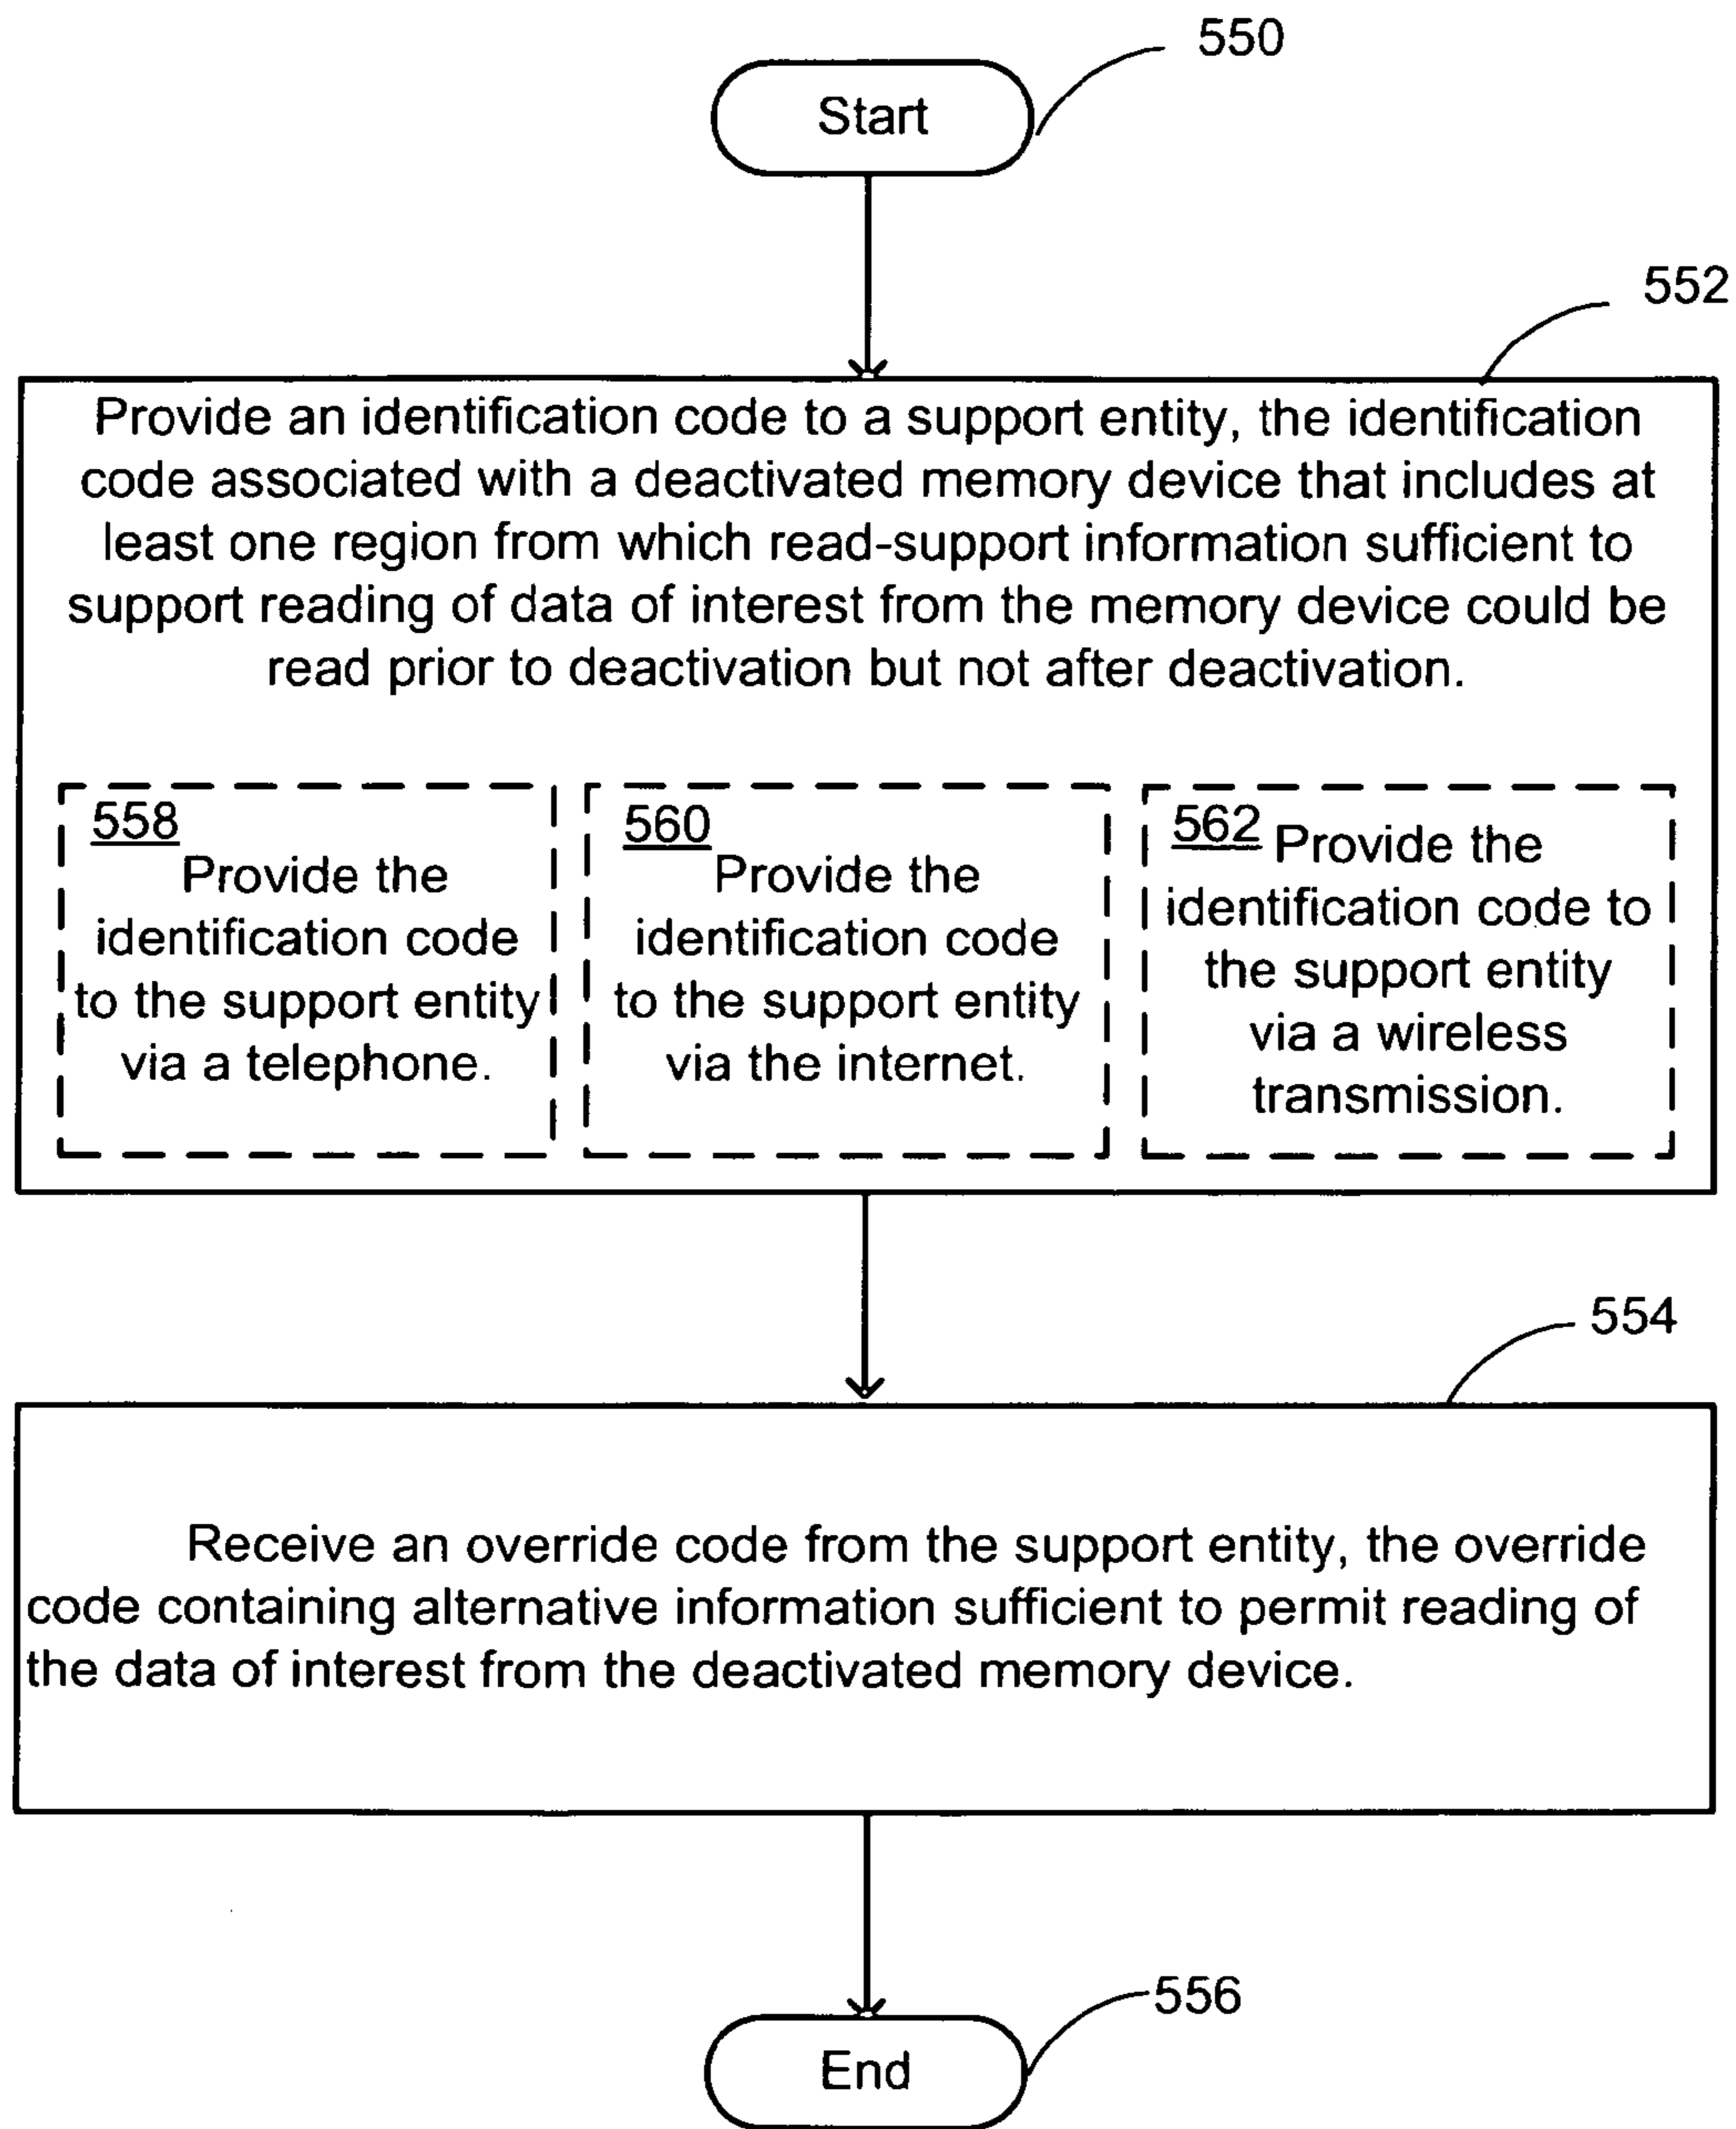 550
Start
552
Provide an identification code to a support entity, the identification
code associated with a deactivated memory device that includes at
least one region from which read-support information sufficient to
support reading of data of interest from the memory device could be
read prior to deactivation but not after deactivation.
558
Provide the
identification code
to the support entity
via a telephone.
560
Provide the
identification code
to the support entity
via the internet.
562 Provide the
identification code to
the support entity
via a wireless
transmission.
554
Receive an override code from the support entity, the override
code containing alternative information sufficient to permit reading of
the data of interest from the deactivated memory device.
556
End